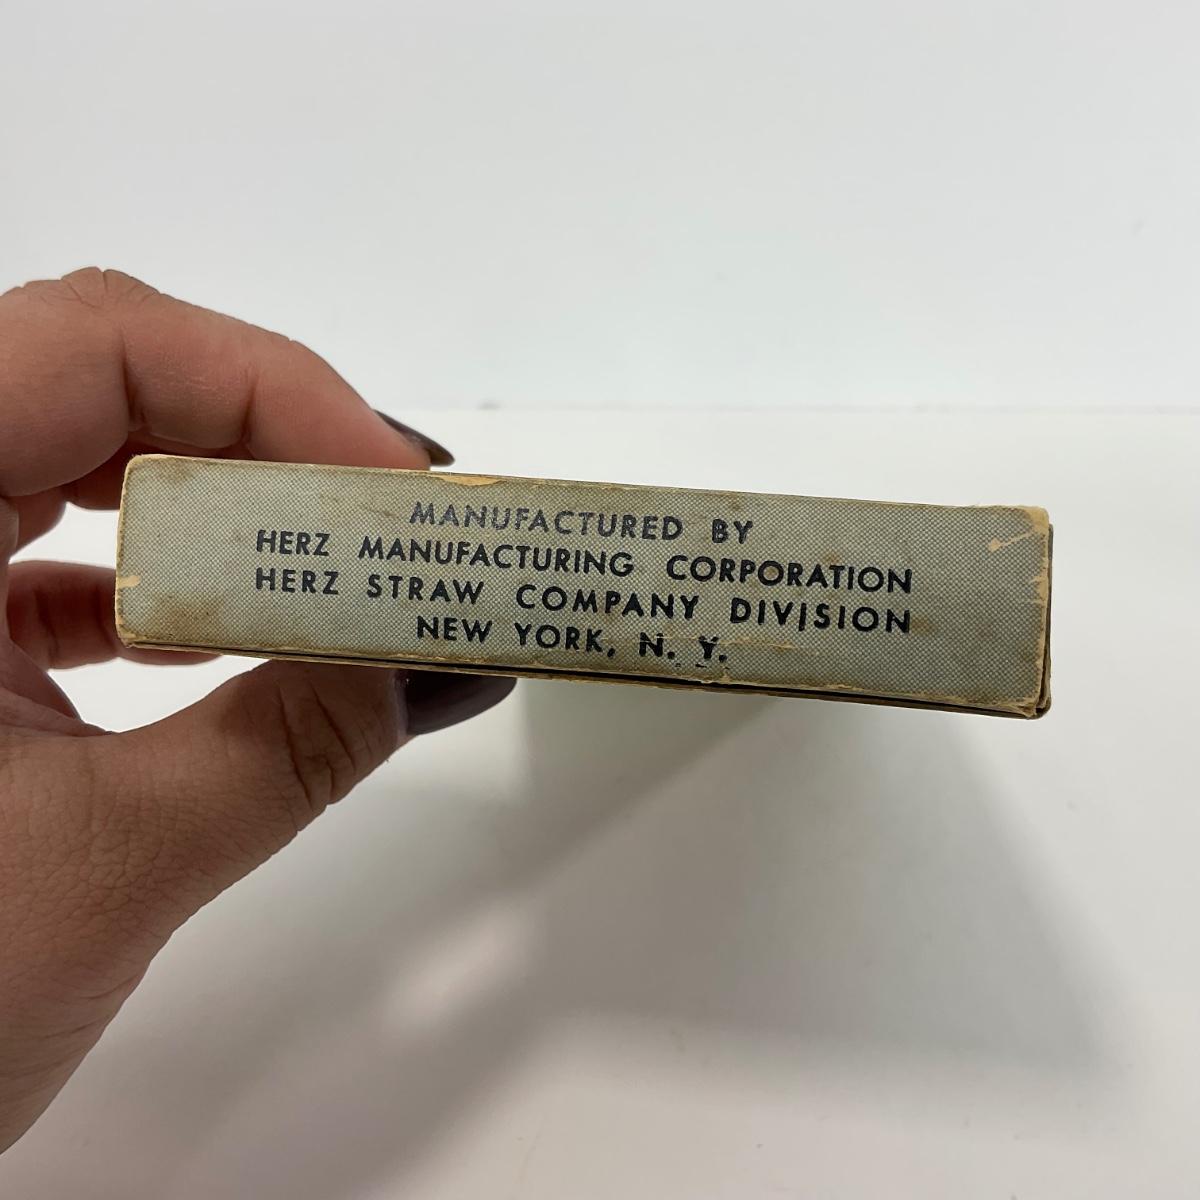 MANUFACTURED BY
HERZ MANUFACTURING CORPORATION
HERZ STRAW COMPANY DIVISION
NEW YORK, N. Y.